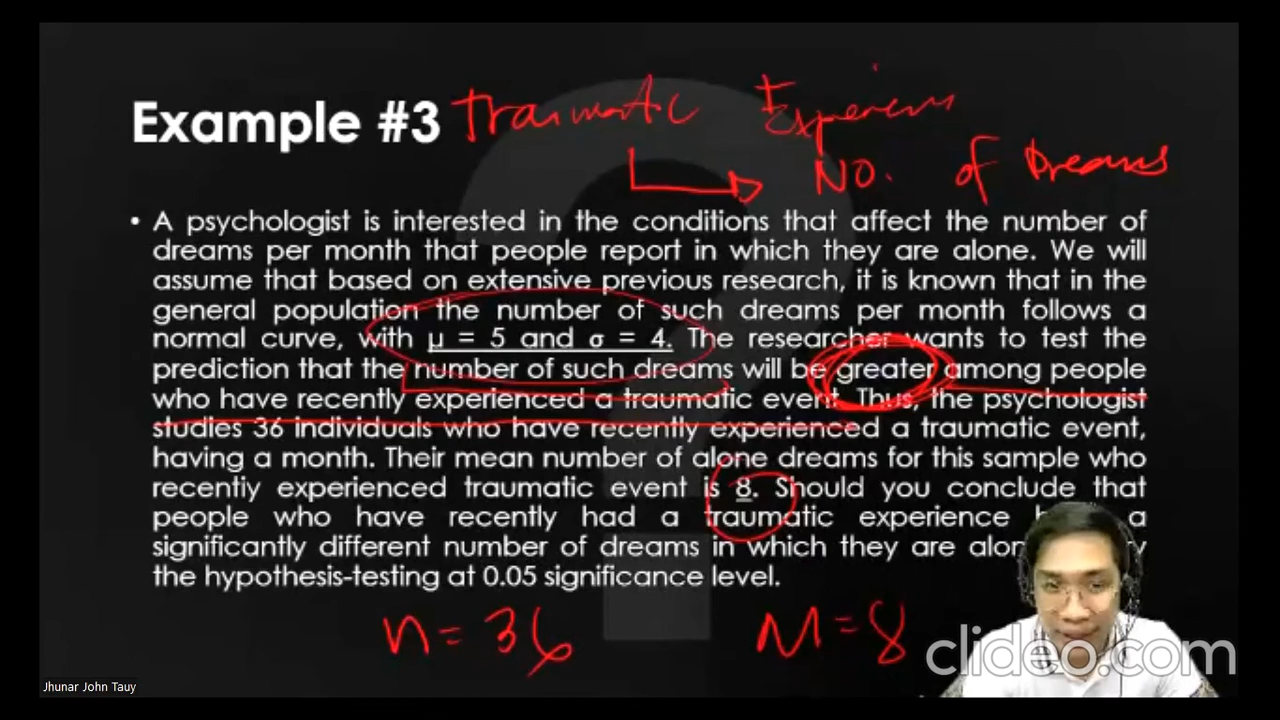 Example #3 Traumatic Experiens
No. of Dreams
• A psychologist is interested in the conditions that affect the number of
dreams per month that people report in which they are alone. We will
assume that based on extensive previous research, it is known that in the
general population the number of such dreams per month follows a
normal curve, with μ = 5 and σ = 4. The researcher wants to test the
prediction that the number of such dreams will be greater among people
who have recently experienced a traumatic event. Thus, the psychologist
studies 36 individuals who have recently experienced a traumatic event,
having a month. Their mean number of alone dreams for this sample who
recently experienced traumatic event is 8. Should you conclude that
people who have recently had a traumatic experience a
significantly different number of dreams in which they are
the hypothesis-testing at 0.05 significance level.
n = 36 M = 8
clideo.com
Jhunar John Tauy